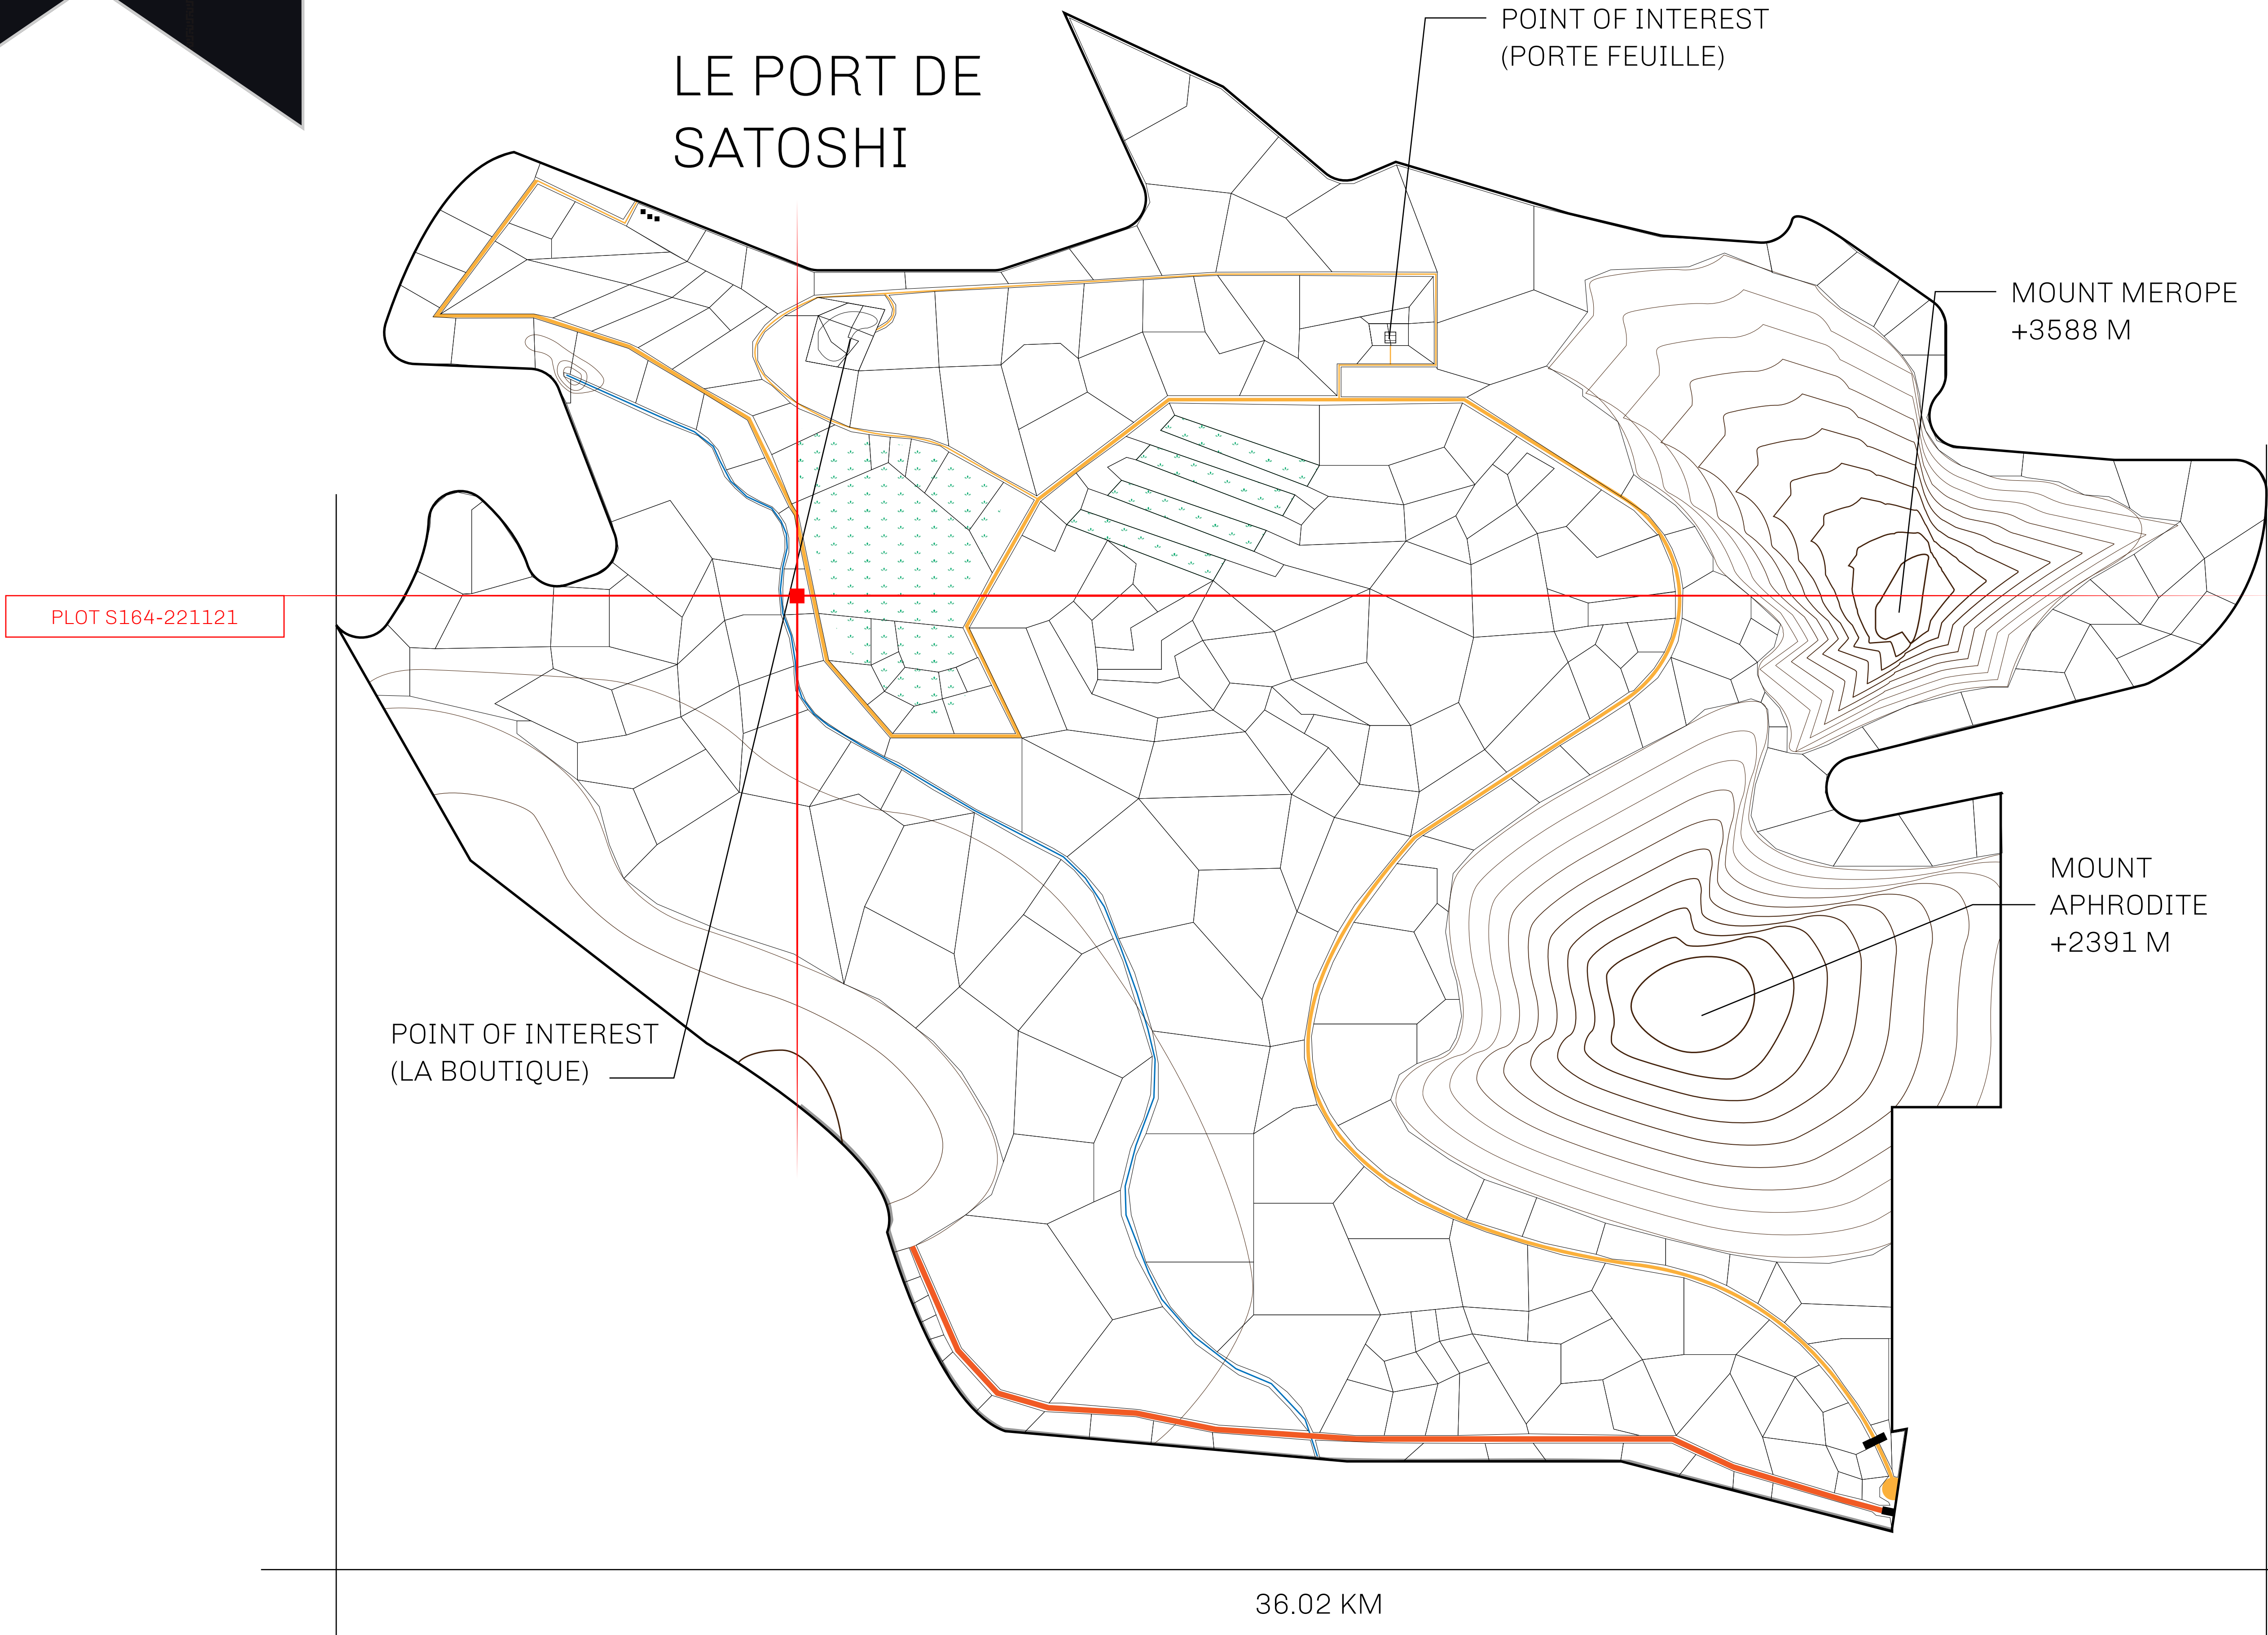 LE PORT DE
SATOSHI
POINT OF INTEREST
(PORTE FEUILLE)
MOUNT MEROPE
+3588 M
PLOT S164-221121
MOUNT
APHRODITE
+2391 M
POINT OF INTEREST
(LA BOUTIQUE)
36.02 KM